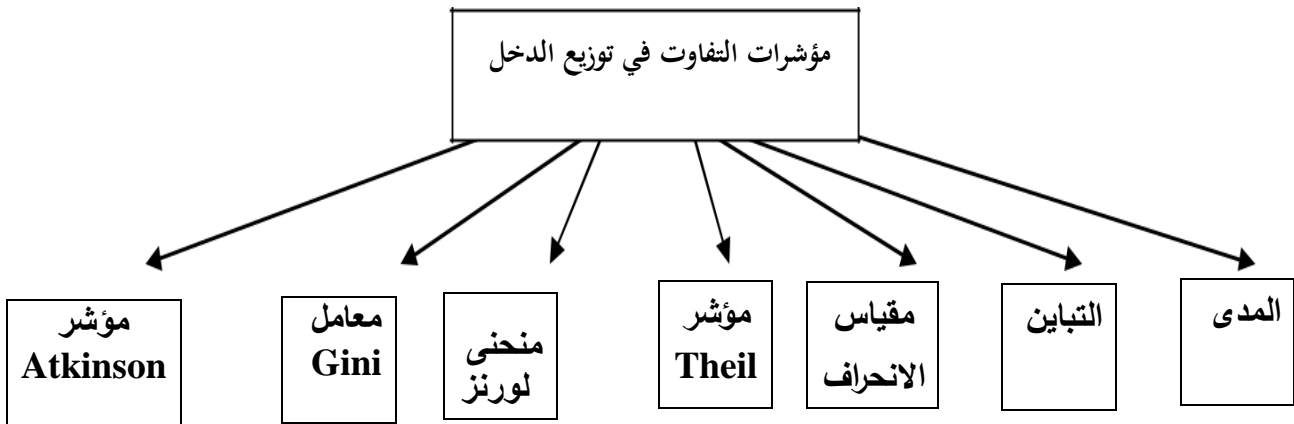 مؤشرات التفاوت في توزيع الدخل
المدى
التباين
مقياس
الانحراف
مؤشر
Theil
منحنى
لورنز
معامل
Gini
مؤشر
Atkinson